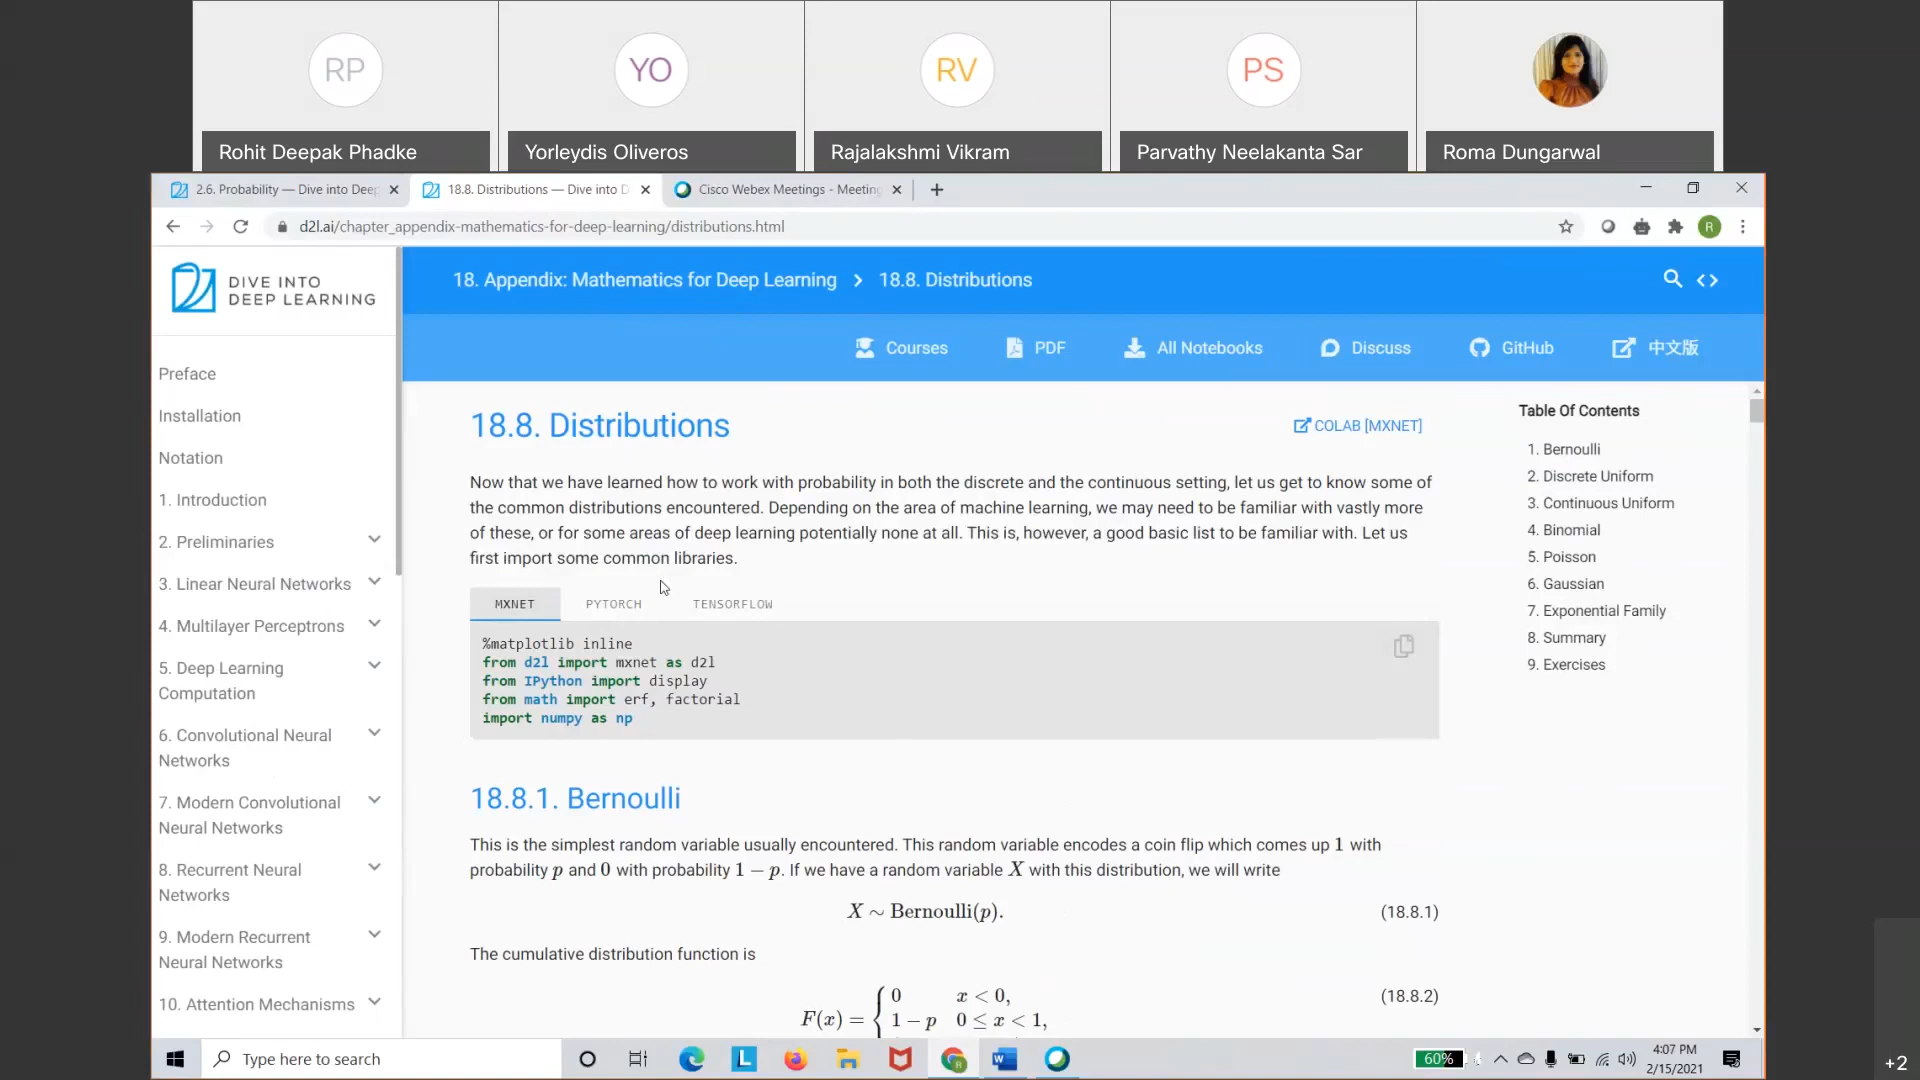 RP
YO
RV
PS
Rohit Deepak Phadke
Yorleydis Oliveros
Rajalakshmi Vikram
Parvathy Neelakanta Sar
Roma Dungarwal
2.6. Probability — Dive into Deep
18.8. Distributions — Dive into D
Cisco Webex Meetings - Meeting
d2l.ai/chapter_appendix-mathematics-for-deep-learning/distributions.html
R
DIVE INTO
DEEP LEARNING
18. Appendix: Mathematics for Deep Learning
18.8. Distributions
Courses
PDF
All Notebooks
Discuss
GitHub
中文版
Preface
Installation
Notation
1. Introduction
2. Preliminaries
3. Linear Neural Networks
4. Multilayer Perceptrons
5. Deep Learning
Computation
6. Convolutional Neural
Networks
7. Modern Convolutional
Neural Networks
8. Recurrent Neural
Networks
9. Modern Recurrent
Neural Networks
10. Attention Mechanisms
18.8. Distributions
COLAB [MXNET]
Now that we have learned how to work with probability in both the discrete and the continuous setting, let us get to know some of
the common distributions encountered. Depending on the area of machine learning, we may need to be familiar with vastly more
of these, or for some areas of deep learning potentially none at all. This is, however, a good basic list to be familiar with. Let us
first import some common libraries.
MXNET
PYTORCH
TENSORFLOW
%matplotlib inline
from d2l import mxnet as d2l
from IPython import display
from math import erf, factorial
import numpy as np
18.8.1. Bernoulli
This is the simplest random variable usually encountered. This random variable encodes a coin flip which comes up 1 with
probability p and 0 with probability 1 − p. If we have a random variable X with this distribution, we will write
X ∼ Bernoulli(p). (18.8.1)
The cumulative distribution function is
0 x < 0, (18.8.2)
F(x) = { 1 − p 0 ≤ x < 1,
Table Of Contents
1. Bernoulli
2. Discrete Uniform
3. Continuous Uniform
4. Binomial
5. Poisson
6. Gaussian
7. Exponential Family
8. Summary
9. Exercises
Type here to search
L
W
60%
4:07 PM
2/15/2021
+2